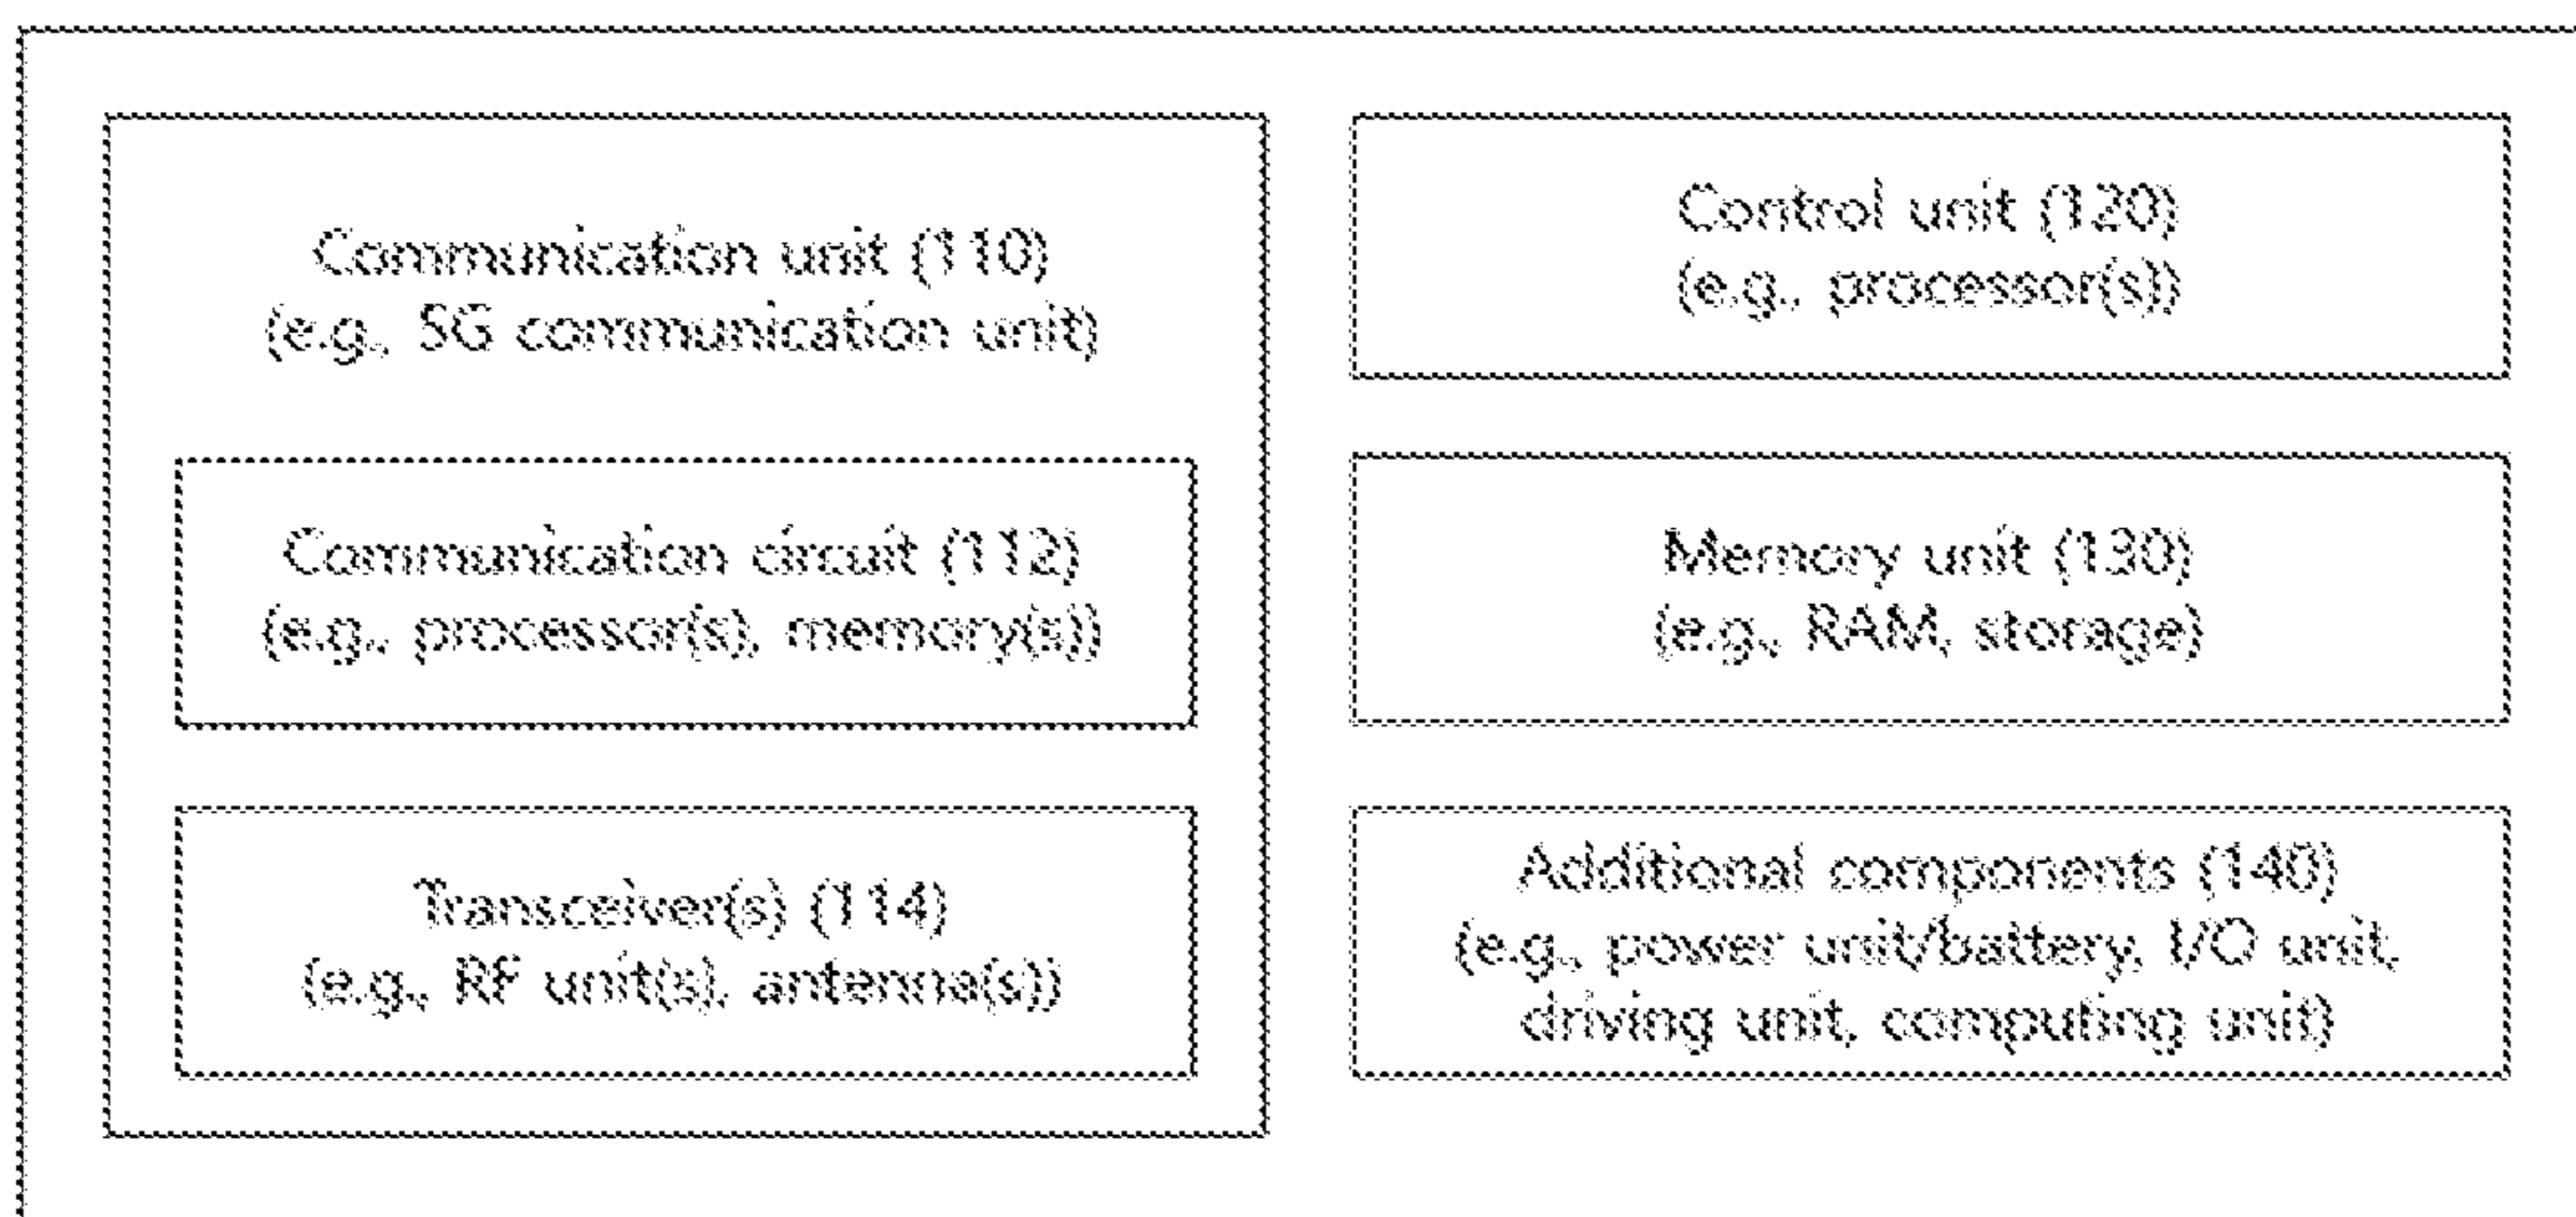 Communication unit (110)
(e.g., 5G communication unit)
Communication circuit (112)
(e.g., processor(s), memory(s))
Transceiver(s) (114)
(e.g., RF unit(s), antenna(s))
Control unit (120)
(e.g., processor(s))
Memory unit (130)
(e.g., RAM, storage)
Additional components (140)
(e.g., power unit/battery, I/O unit,
driving unit, computing unit)